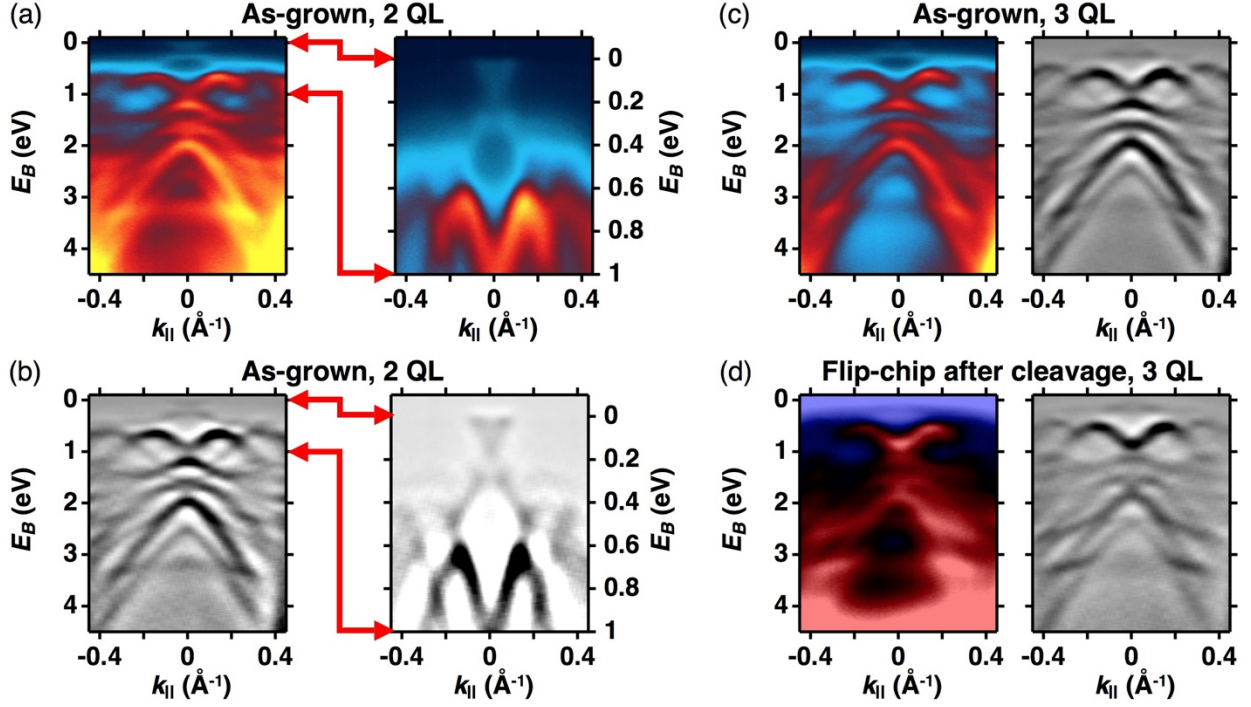 (a) As-grown, 2 QL
0
1
2
3
4
E_B (eV)
-0.4 0 0.4
k_|| (Å⁻¹)
0
0.2
0.4
0.6
0.8
1
E_B (eV)
-0.4 0 0.4
k_|| (Å⁻¹)
(b) As-grown, 2 QL
0
1
2
3
4
E_B (eV)
-0.4 0 0.4
k_|| (Å⁻¹)
0
0.2
0.4
0.6
0.8
1
E_B (eV)
-0.4 0 0.4
k_|| (Å⁻¹)
(c) As-grown, 3 QL
0
1
2
3
4
E_B (eV)
-0.4 0 0.4 -0.4 0 0.4
k_|| (Å⁻¹) k_|| (Å⁻¹)
(d) Flip-chip after cleavage, 3 QL
0
1
2
3
4
E_B (eV)
-0.4 0 0.4 -0.4 0 0.4
k_|| (Å⁻¹) k_|| (Å⁻¹)